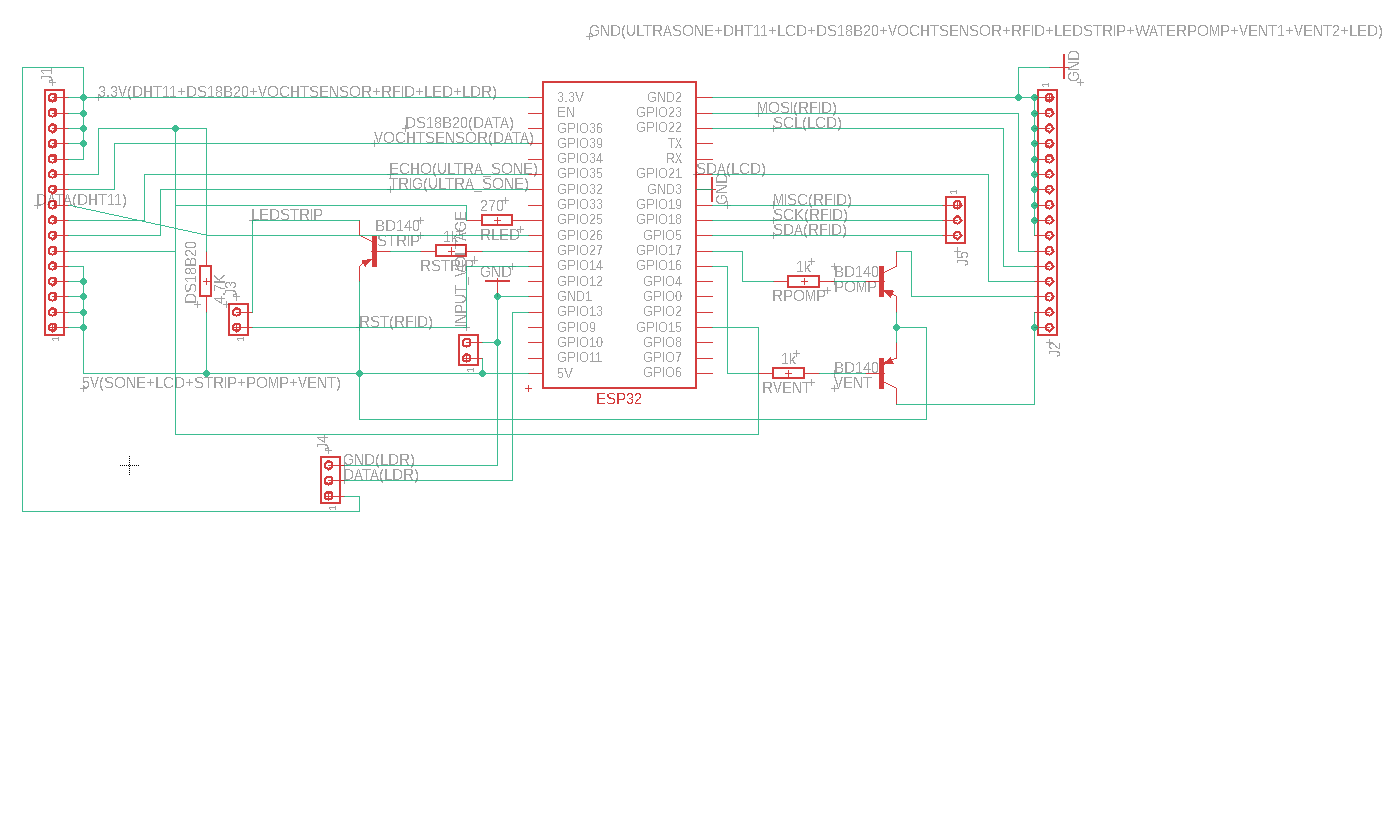 GND(ULTRASONE+DHT11+LCD+DS18B20+VOCHTSENSOR+RFID+LEDSTRIP+WATERPOMP+VENT1+VENT2+LED)
GND
J1
3.3V(DHT11+DS18B20+VOCHTSENSOR+RFID+LED+LDR)
DS18B20(DATA)
VOCHTSENSOR(DATA)
ECHO(ULTRA_SONE)
TRIG(ULTRA_SONE)
DATA(DHT11)
LEDSTRIP
BD140
STRIP
270
RLED
1k
INPUT_VOLTAGE
GND
DS18B20
4.7K
J3
1
RST(RFID)
1
1
5V(SONE+LCD+STRIP+POMP+VENT)
3.3V
EN
GPIO36
GPIO39
GPIO34
GPIO35
GPIO32
GPIO33
GPIO25
GPIO26
GPIO27
GPIO14
GPIO12
GND1
GPIO13
GPIO9
GPIO10
GPIO11
5V
GND2
GPIO23
GPIO22
TX
RX
GPIO21
GND3
GPIO19
GPIO18
GPIO5
GPIO17
GPIO16
GPIO4
GPIO0
GPIO2
GPIO15
GPIO8
GPIO7
GPIO6
ESP32
MOSI(RFID)
SCL(LCD)
SDA(LCD)
GND
MISC(RFID)
SCK(RFID)
SDA(RFID)
1
J5
1k
RPOMP
BD140
POMP
1k
RVENT
BD140
VENT
1
J2
J4
GND(LDR)
DATA(LDR)
1